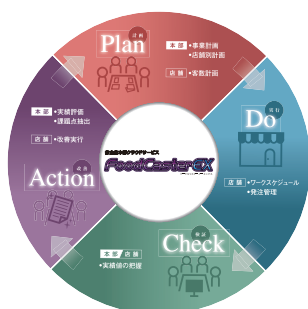 Plan
計画
本部 •事業計画
•店舗別計画
店舗 •客数計画
Do
実行
店舗 •ワークスケジュール
•発注管理
Check
検証
本部/店舗
•実績値の把握
Action
改善
本部 •実績評価
•課題点抽出
店舗 •改善実行
FoodCasterEX